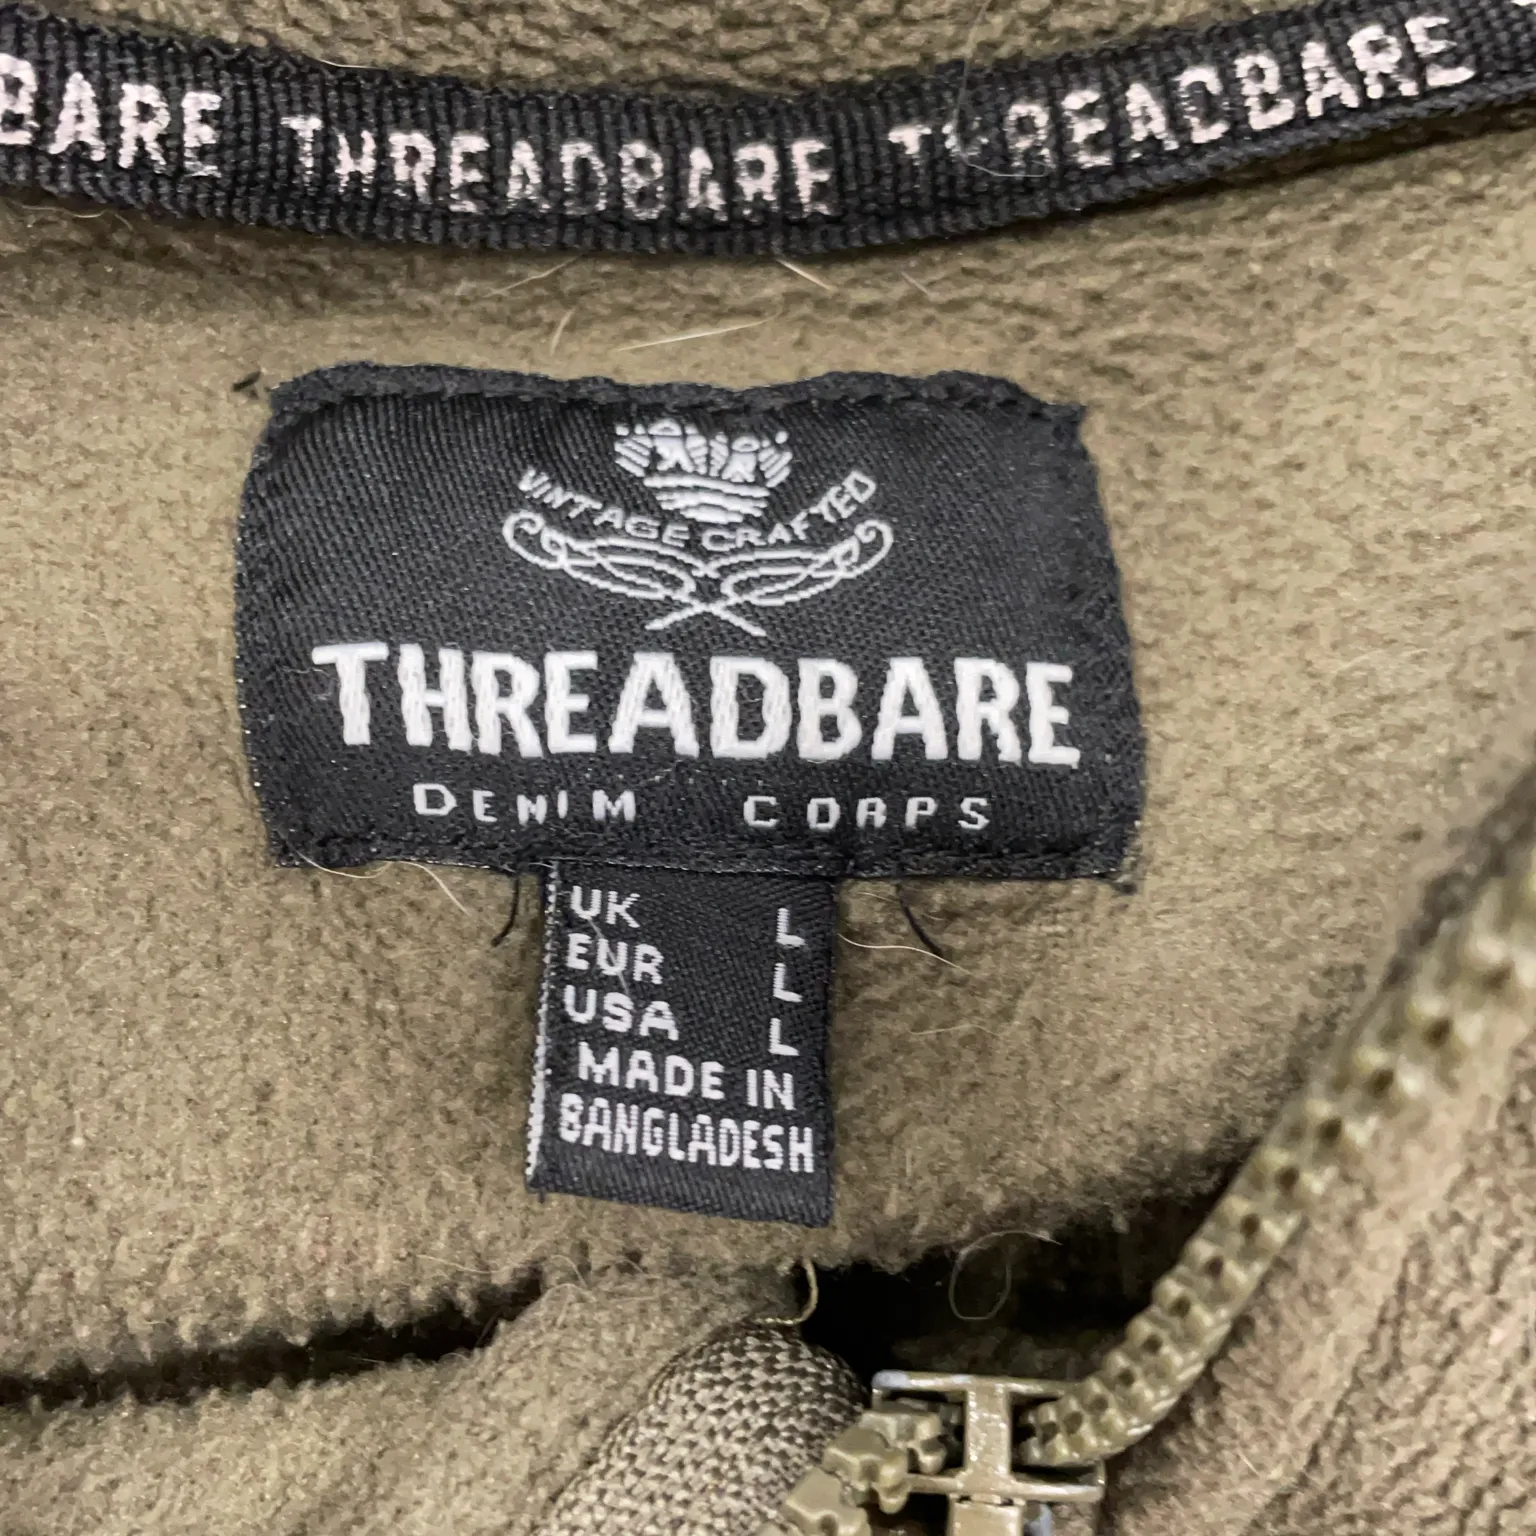 BARE THREADBARE THREADBARE
VINTAGE CRAFTED
THREADBARE
DENIM CORPS
UK L
EUR L
USA L
MADE IN
BANGLADESH